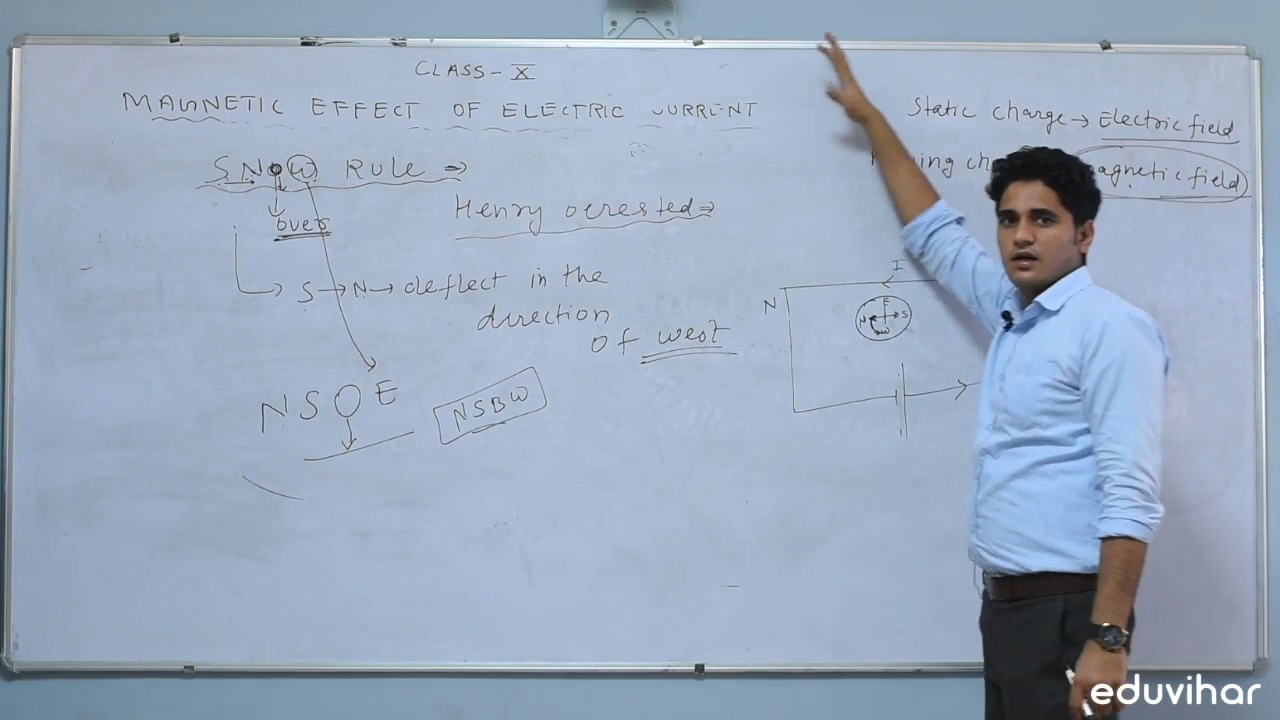 CLASS - X
MAGNETIC EFFECT OF ELECTRIC CURRENT
SNOW RULE ⇒
over
Henry oersted ⇒
S → N → deflect in the
direction
of west
NSOE
NSBW
Static charge → Electric field
magnetic field
I
N
E
N S
W
eduvihar